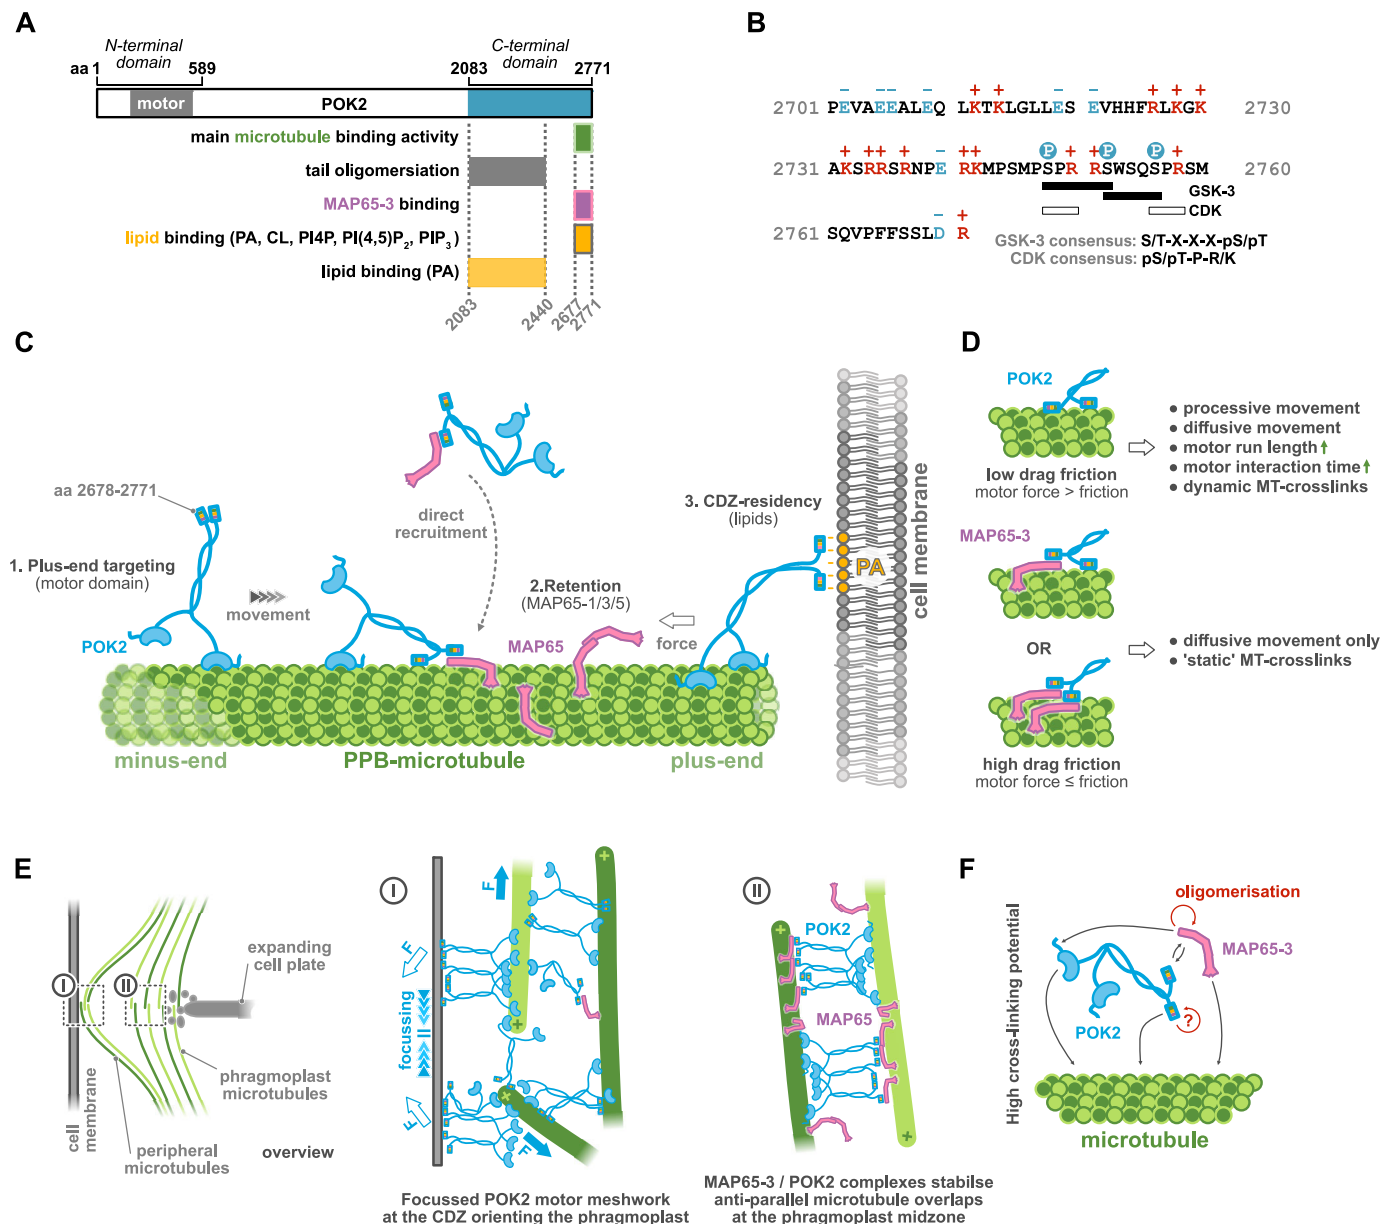 A
N-terminal
domain
C-terminal
domain
aa 1
589
2083
2771
motor
POK2
main microtubule binding activity
tail oligomersiation
MAP65-3 binding
lipid binding (PA, CL, PI4P, PI(4,5)P2, PIP3)
lipid binding (PA)
2083
2440
2677
2771
B
− −− − ++ − − + + +
2701 PEVAEEALEQ LKTKLGLLES EVHHFRLKGK 2730
+ ++ + − ++ P + + P P +
2731 AKSRRSRNPE RKMPSMPSPR RSWSQSPRSM 2760
GSK-3
CDK
− +
2761 SQVPFFSSLD R
GSK-3 consensus: S/T-X-X-X-pS/pT
CDK consensus: pS/pT-P-R/K
C
aa 2678-2771
1. Plus-end targeting
(motor domain)
movement
POK2
direct
recruitment
2.Retention
(MAP65-1/3/5)
MAP65
force
3. CDZ-residency
(lipids)
PA
cell membrane
minus-end
PPB-microtubule
plus-end
D
POK2
low drag friction
motor force > friction
• processive movement
• diffusive movement
• motor run length
• motor interaction time
• dynamic MT-crosslinks
MAP65-3
OR
high drag friction
motor force ≤ friction
• diffusive movement only
• 'static' MT-crosslinks
E
I
II
cell
membrane
expanding
cell plate
phragmoplast
microtubules
peripheral
microtubules
overview
I
F
F
focussing
F
F
+
+
+
Focussed POK2 motor meshwork
at the CDZ orienting the phragmoplast
II
+
POK2
MAP65
+
MAP65-3 / POK2 complexes stabilse
anti-parallel microtubule overlaps
at the phragmoplast midzone
F
High cross-linking potential
oligomerisation
MAP65-3
POK2
?
microtubule